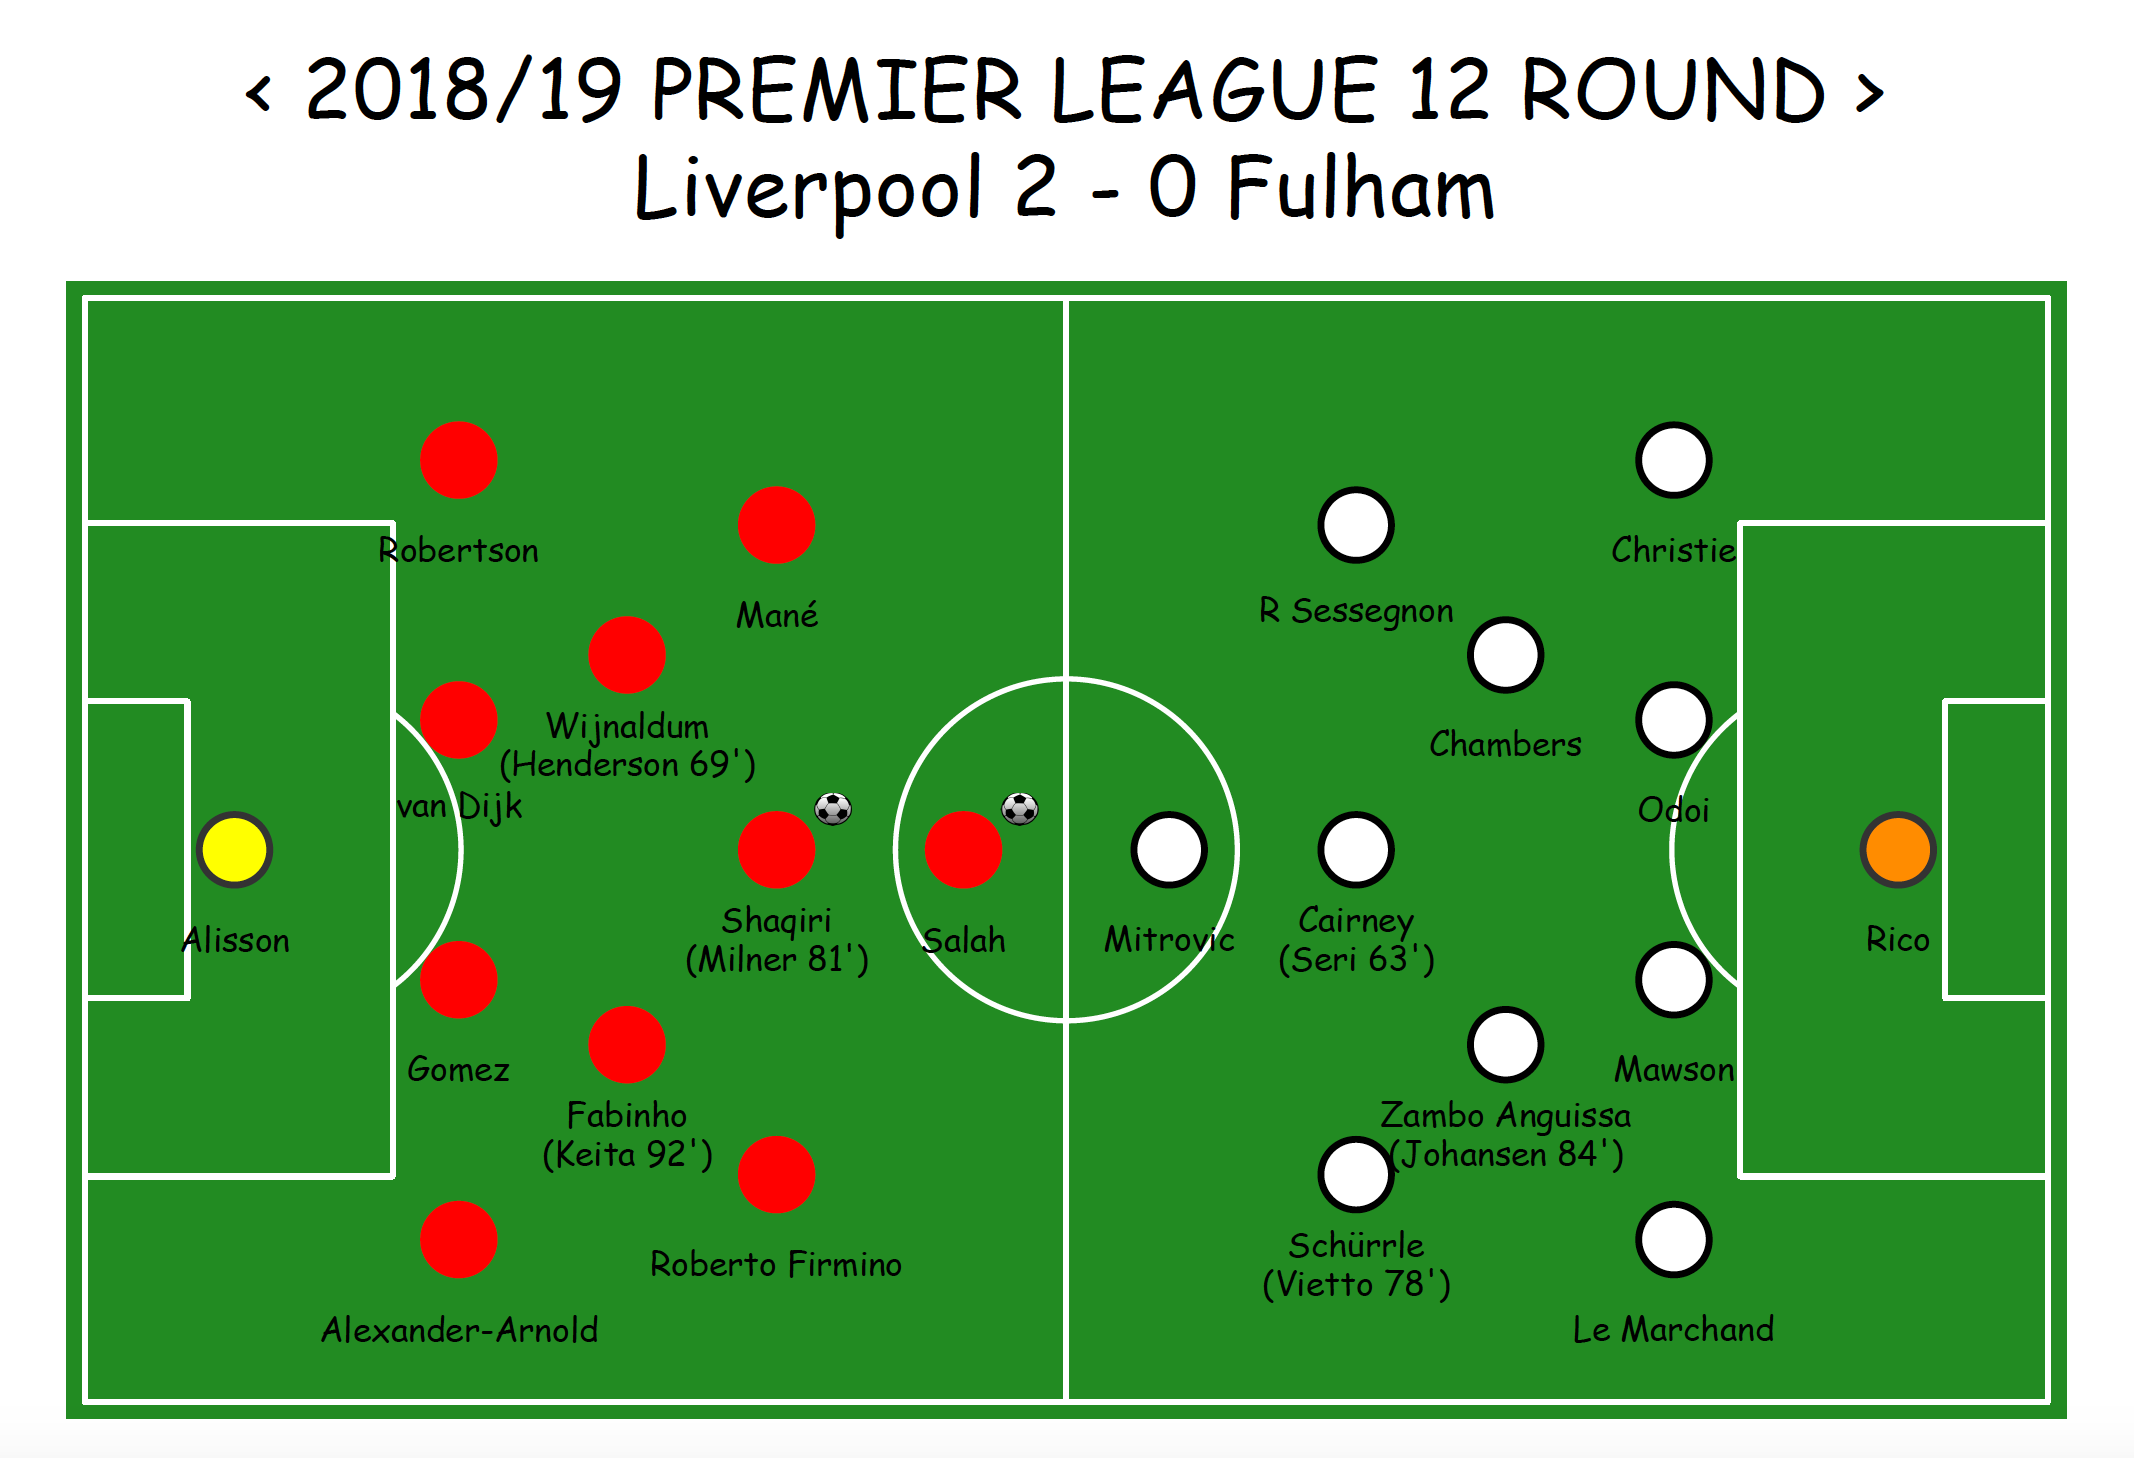 < 2018/19 PREMIER LEAGUE 12 ROUND >
Liverpool 2 - 0 Fulham
Robertson
Mané
Wijnaldum
(Henderson 69')
van Dijk
Alisson
Shaqiri
(Milner 81')
Salah
Gomez
Fabinho
(Keita 92')
Roberto Firmino
Alexander-Arnold
Christie
R Sessegnon
Chambers
Odoi
Mitrovic
Cairney
(Seri 63')
Rico
Mawson
Zambo Anguissa
(Johansen 84')
Schürrle
(Vietto 78')
Le Marchand